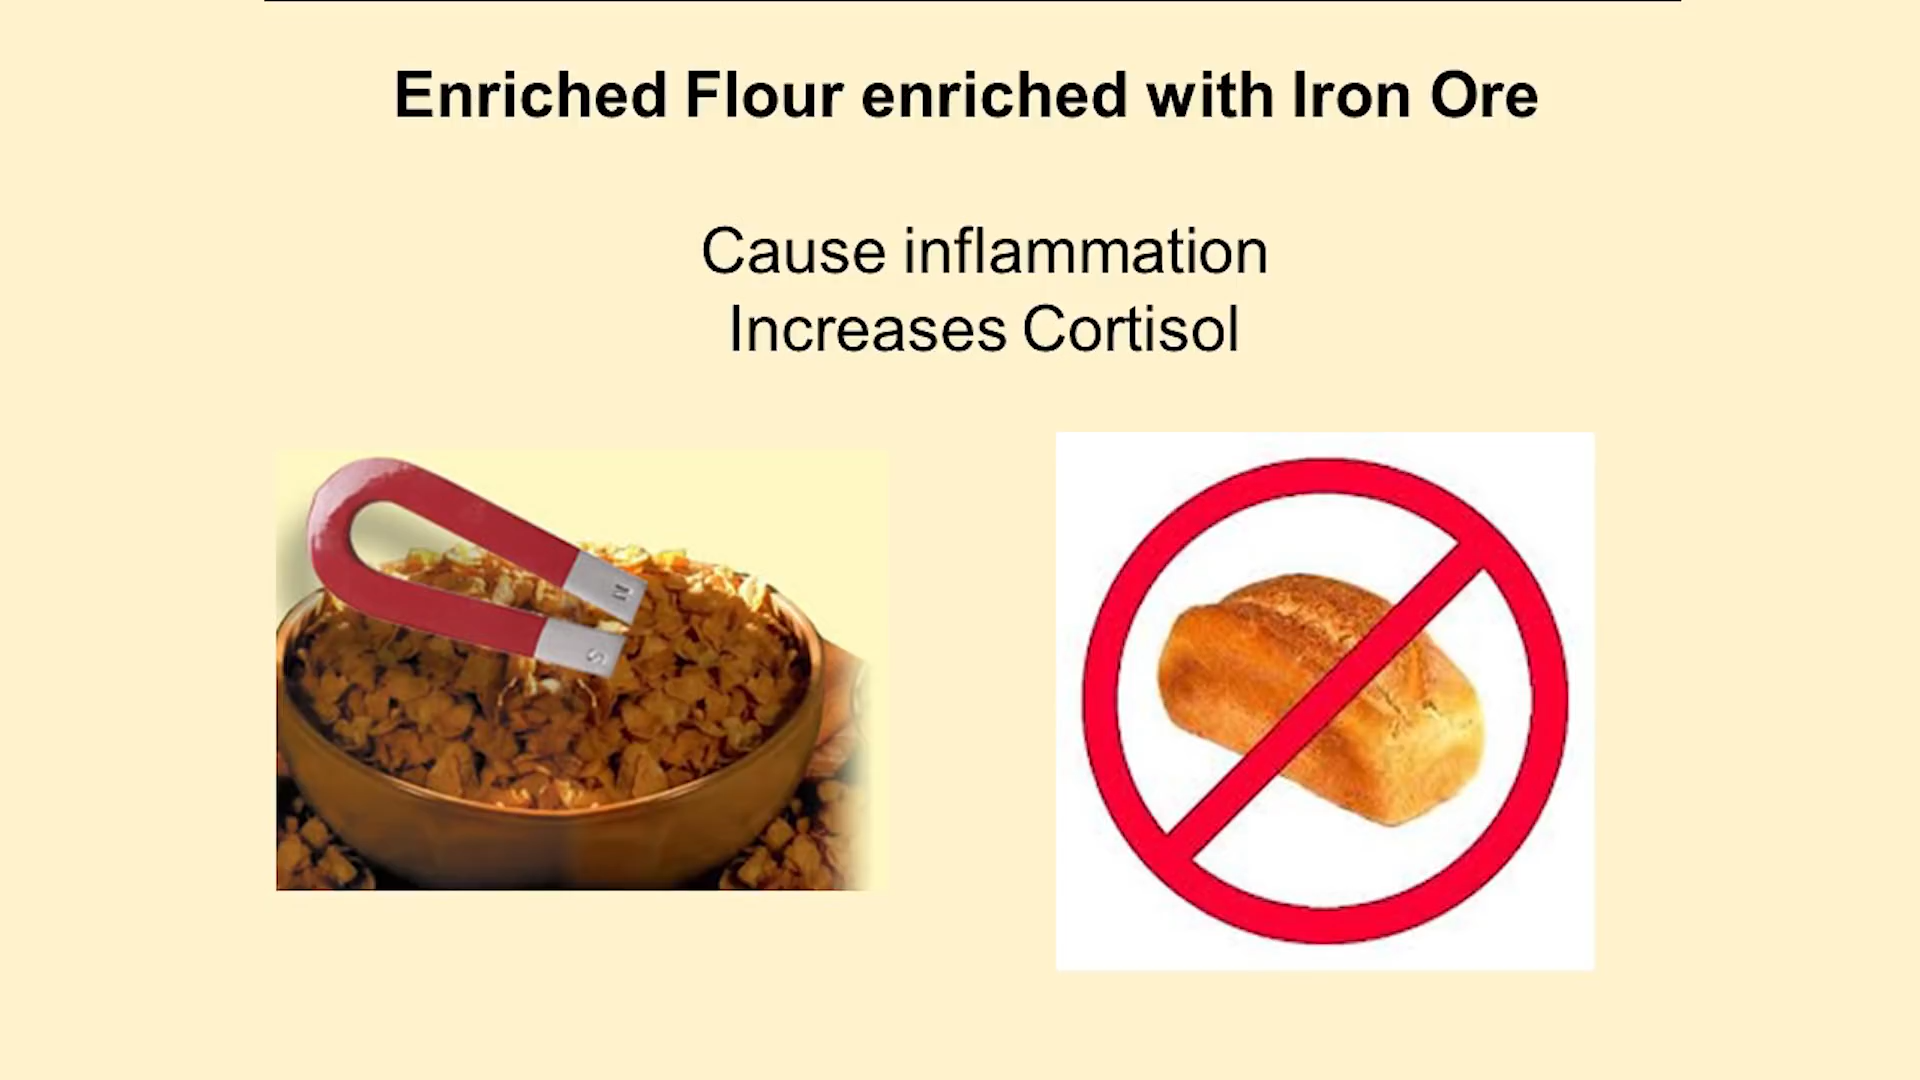 Enriched Flour enriched with Iron Ore
Cause inflammation
Increases Cortisol
N
S